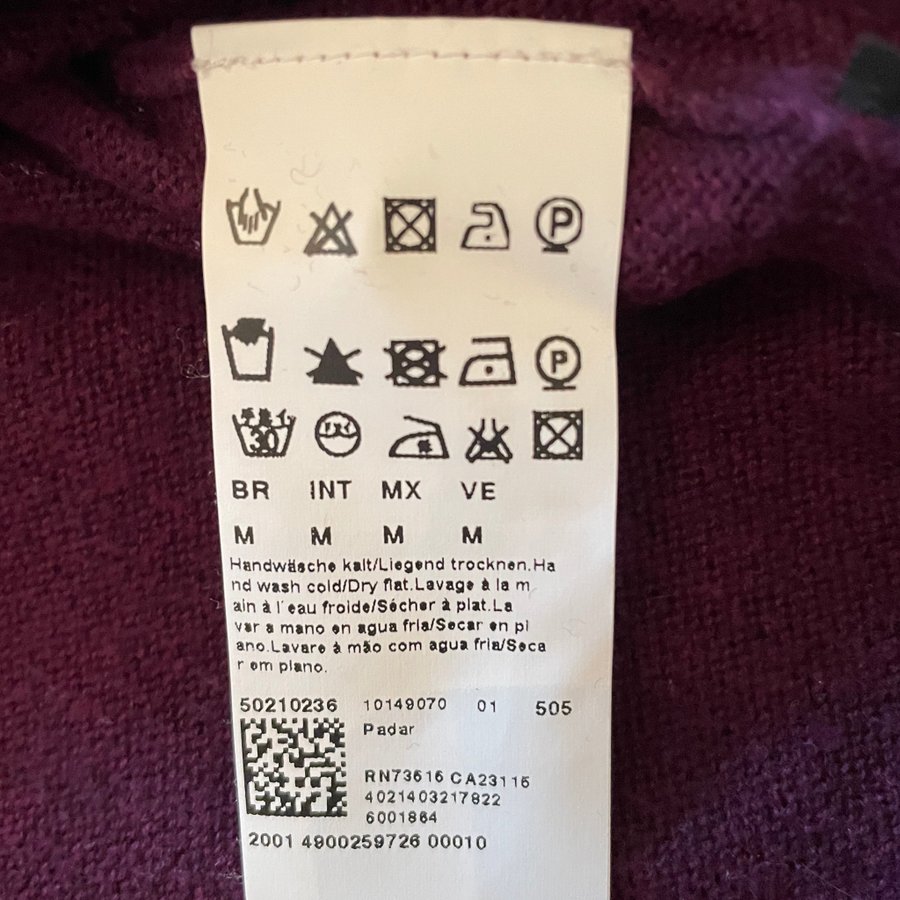 P
P
30
BR INT MX VE
M M M M
Handwäsche kalt/Liegend trocknen.Ha
nd wash cold/Dry flat.Lavage à la m
ain à l'eau froide/Sécher à plat.La
var a mano en agua fria/Secar en pl
ano.Lavare à mão com agua fria/Seca
r em plano.
50210236 10149070 01 505
Padar
RN73616 CA23115
4021403217822
6001864
2001 4900259726 00010